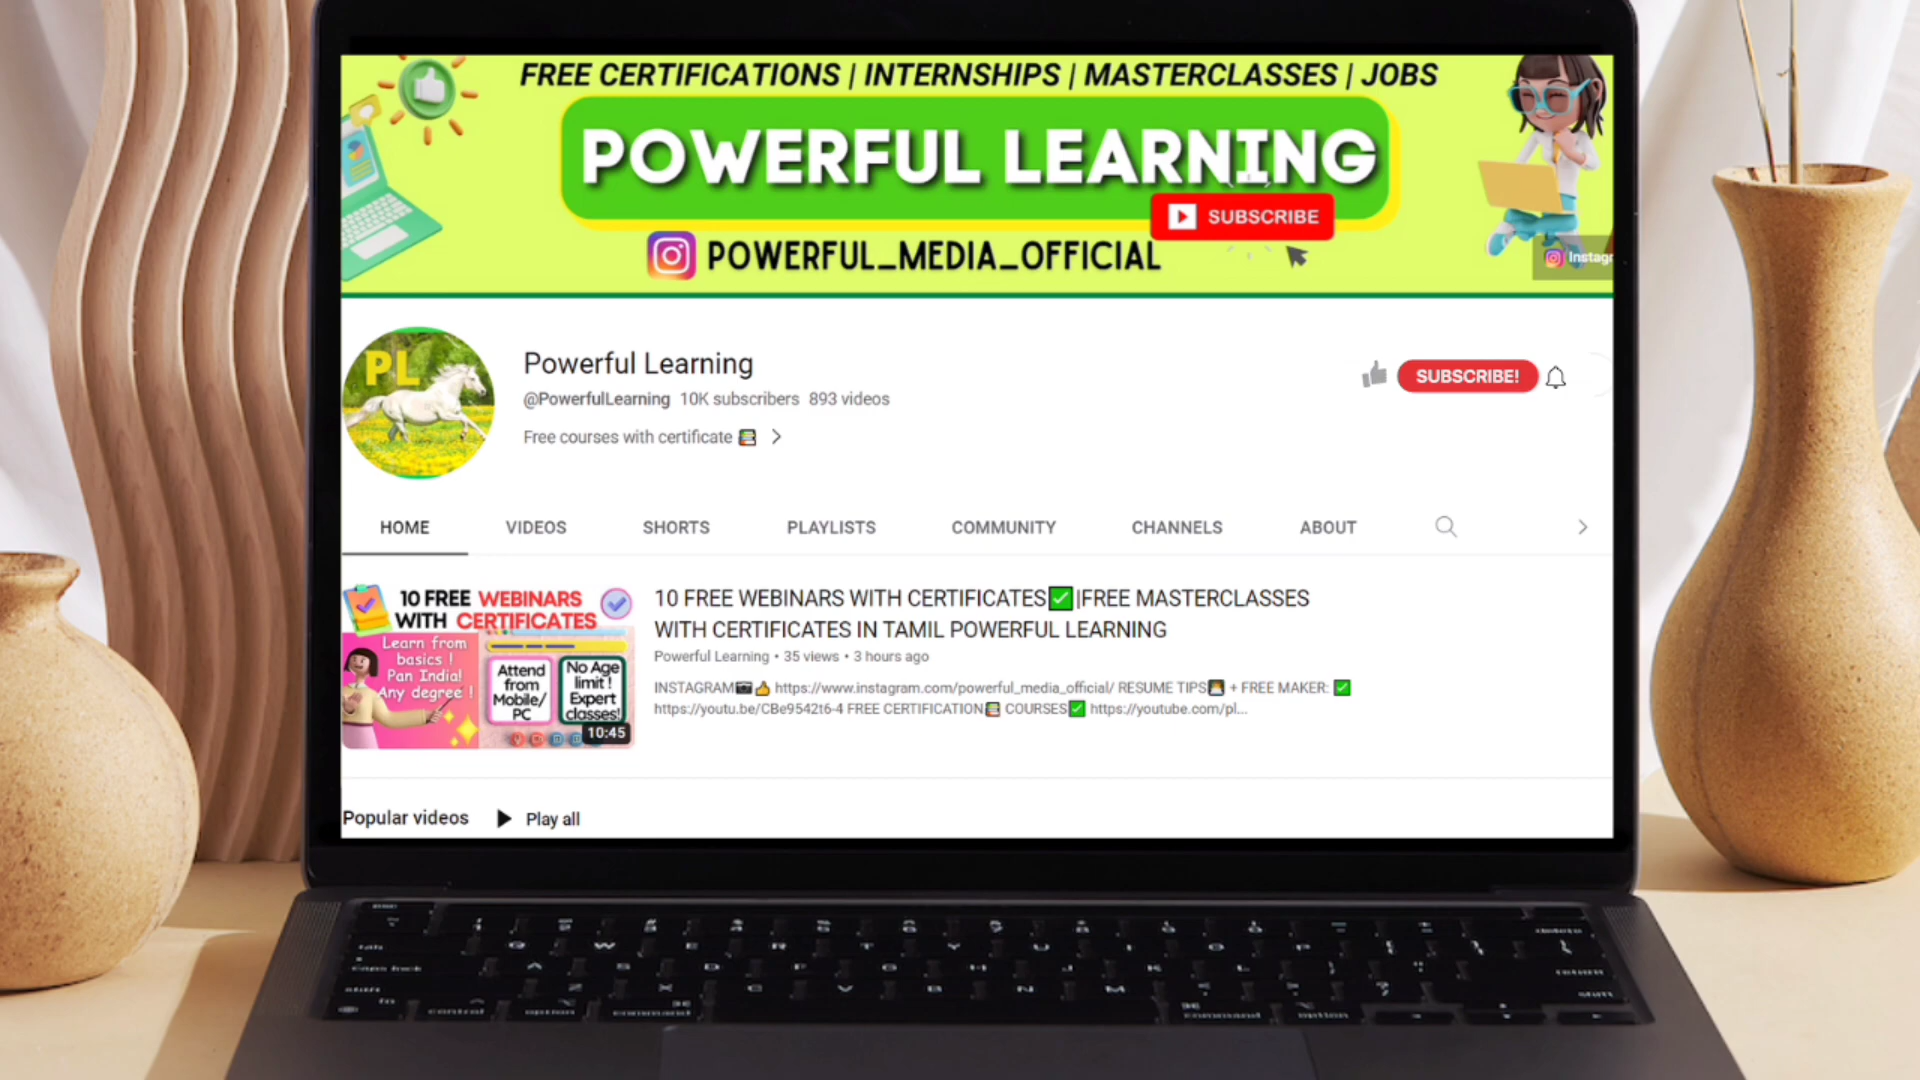 FREE CERTIFICATIONS | INTERNSHIPS | MASTERCLASSES | JOBS
POWERFUL LEARNING
SUBSCRIBE
POWERFUL_MEDIA_OFFICIAL
Instagr
PL
Powerful Learning
@PowerfulLearning 10K subscribers 893 videos
Free courses with certificate
SUBSCRIBE!
HOME VIDEOS SHORTS PLAYLISTS COMMUNITY CHANNELS ABOUT
10 FREE WEBINARS
WITH CERTIFICATES
Learn from
basics !
Pan India!
Any degree !
Attend
from
Mobile/
PC
No Age
limit !
Expert
classes!
10:45
10 FREE WEBINARS WITH CERTIFICATES✅|FREE MASTERCLASSES
WITH CERTIFICATES IN TAMIL POWERFUL LEARNING
Powerful Learning • 35 views • 3 hours ago
INSTAGRAM📷👍 https://www.instagram.com/powerful_media_official/ RESUME TIPS + FREE MAKER: ✅
https://youtu.be/CBe9542t6-4 FREE CERTIFICATION📚 COURSES✅ https://youtube.com/pl...
Popular videos Play all